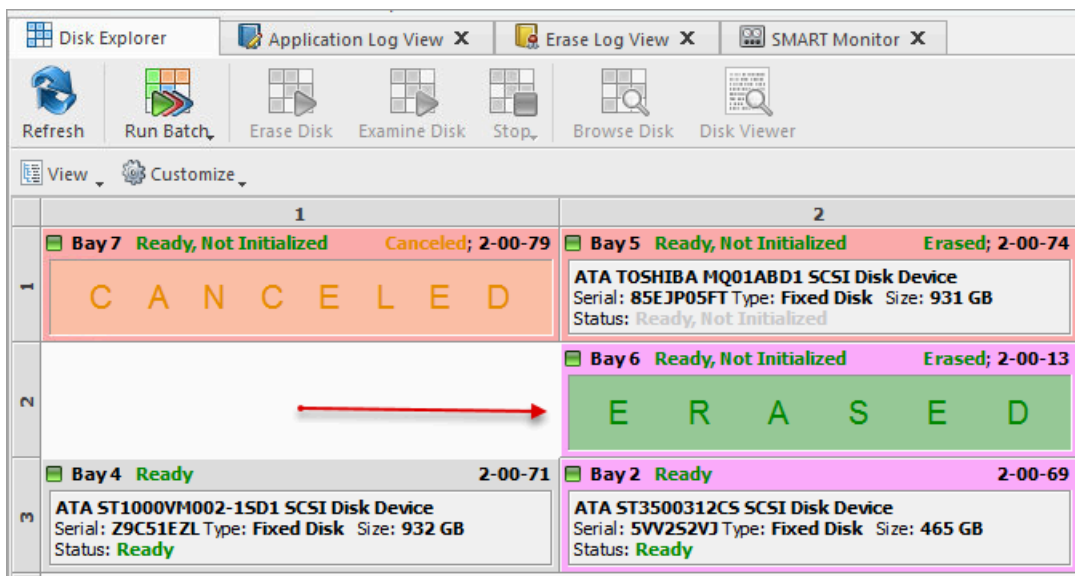 Disk Explorer Application Log View X Erase Log View X SMART Monitor X
Refresh Run Batch Erase Disk Examine Disk Stop Browse Disk Disk Viewer
View Customize
1 2
1
Bay 7 Ready, Not Initialized Canceled; 2-00-79
C A N C E L E D
Bay 5 Ready, Not Initialized Erased; 2-00-74
ATA TOSHIBA MQ01ABD1 SCSI Disk Device
Serial: 85EJP05FT Type: Fixed Disk Size: 931 GB
Status: Ready, Not Initialized
2
Bay 6 Ready, Not Initialized Erased; 2-00-13
E R A S E D
3
Bay 4 Ready 2-00-71
ATA ST1000VM002-1SD1 SCSI Disk Device
Serial: Z9C51EZL Type: Fixed Disk Size: 932 GB
Status: Ready
Bay 2 Ready 2-00-69
ATA ST3500312CS SCSI Disk Device
Serial: 5VV2S2VJ Type: Fixed Disk Size: 465 GB
Status: Ready